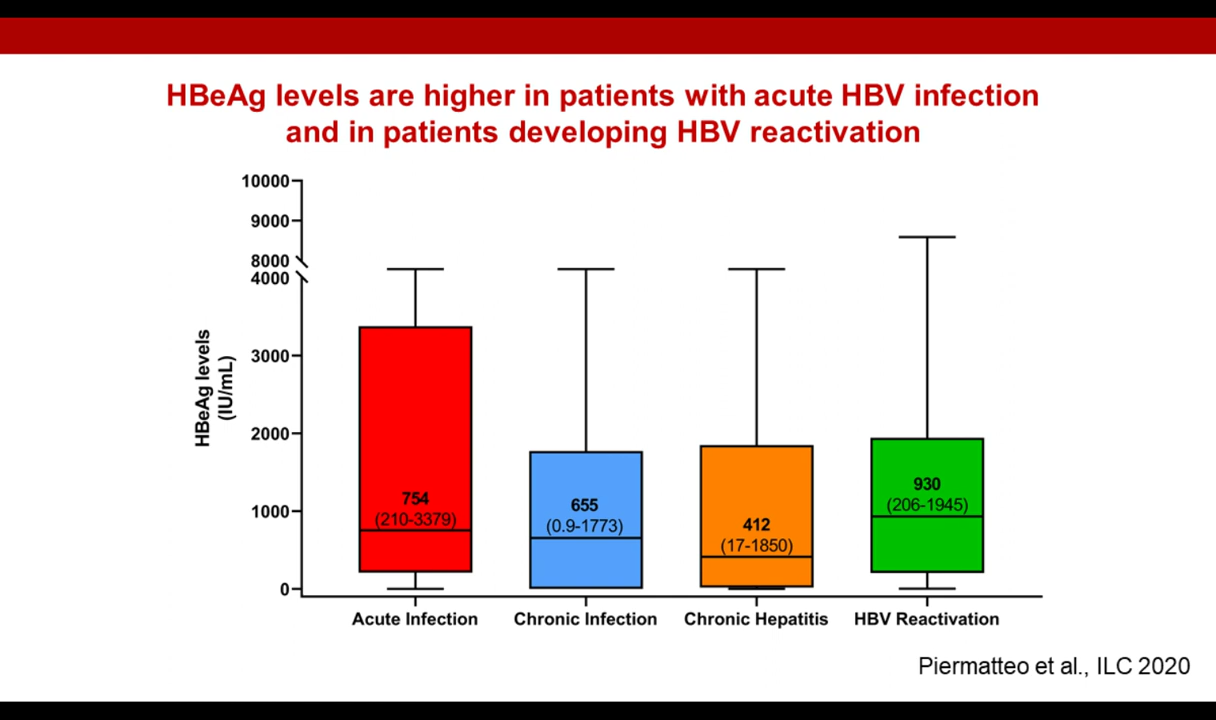 HBeAg levels are higher in patients with acute HBV infection
and in patients developing HBV reactivation
10000
9000
8000
4000
3000
2000
1000
0
HBeAg levels
(IU/mL)
754
(210-3379)
655
(0.9-1773)
412
(17-1850)
930
(206-1945)
Acute Infection
Chronic Infection
Chronic Hepatitis
HBV Reactivation
Piermatteo et al., ILC 2020